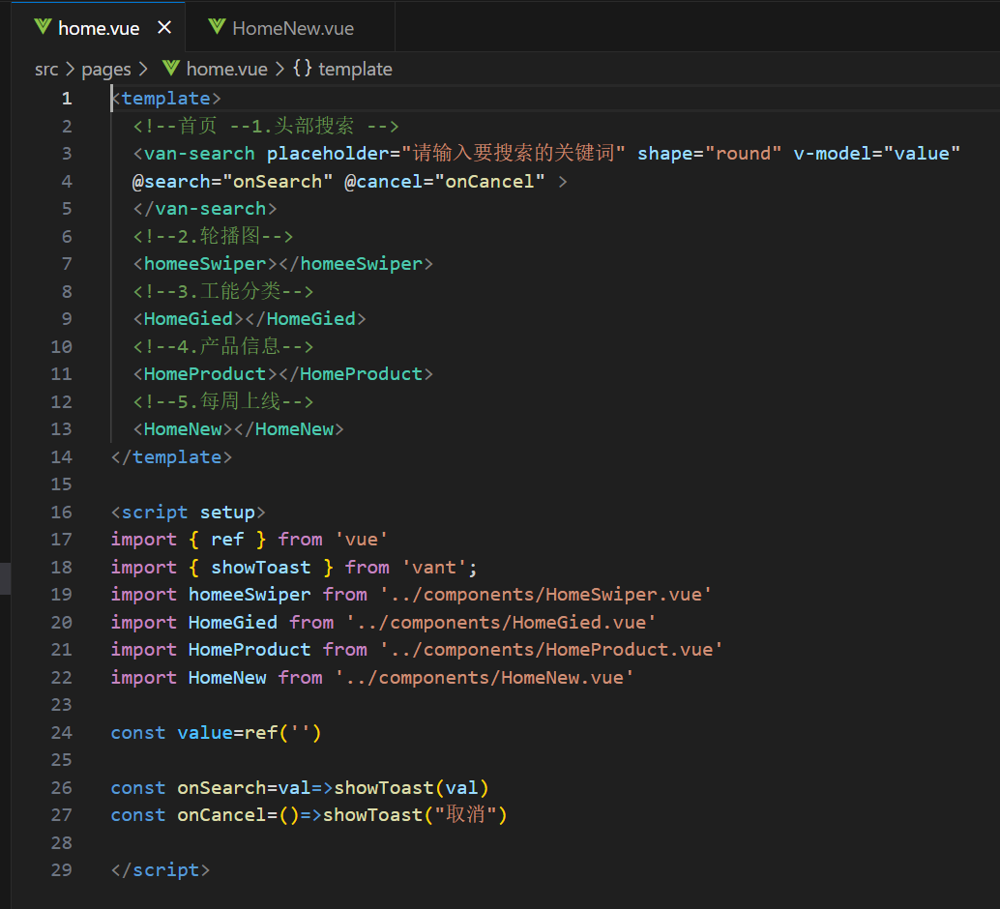 home.vue HomeNew.vue
src > pages > home.vue > {} template
1 <template>
2 <!--首页 --1.头部搜索 -->
3 <van-search placeholder="请输入要搜索的关键词" shape="round" v-model="value"
4 @search="onSearch" @cancel="onCancel" >
5 </van-search>
6 <!--2.轮播图-->
7 <homeeSwiper></homeeSwiper>
8 <!--3.工能分类-->
9 <HomeGied></HomeGied>
10 <!--4.产品信息-->
11 <HomeProduct></HomeProduct>
12 <!--5.每周上线-->
13 <HomeNew></HomeNew>
14 </template>
15
16 <script setup>
17 import { ref } from 'vue'
18 import { showToast } from 'vant';
19 import homeeSwiper from '../components/HomeSwiper.vue'
20 import HomeGied from '../components/HomeGied.vue'
21 import HomeProduct from '../components/HomeProduct.vue'
22 import HomeNew from '../components/HomeNew.vue'
23
24 const value=ref('')
25
26 const onSearch=val=>showToast(val)
27 const onCancel=()=>showToast("取消")
28
29 </script>